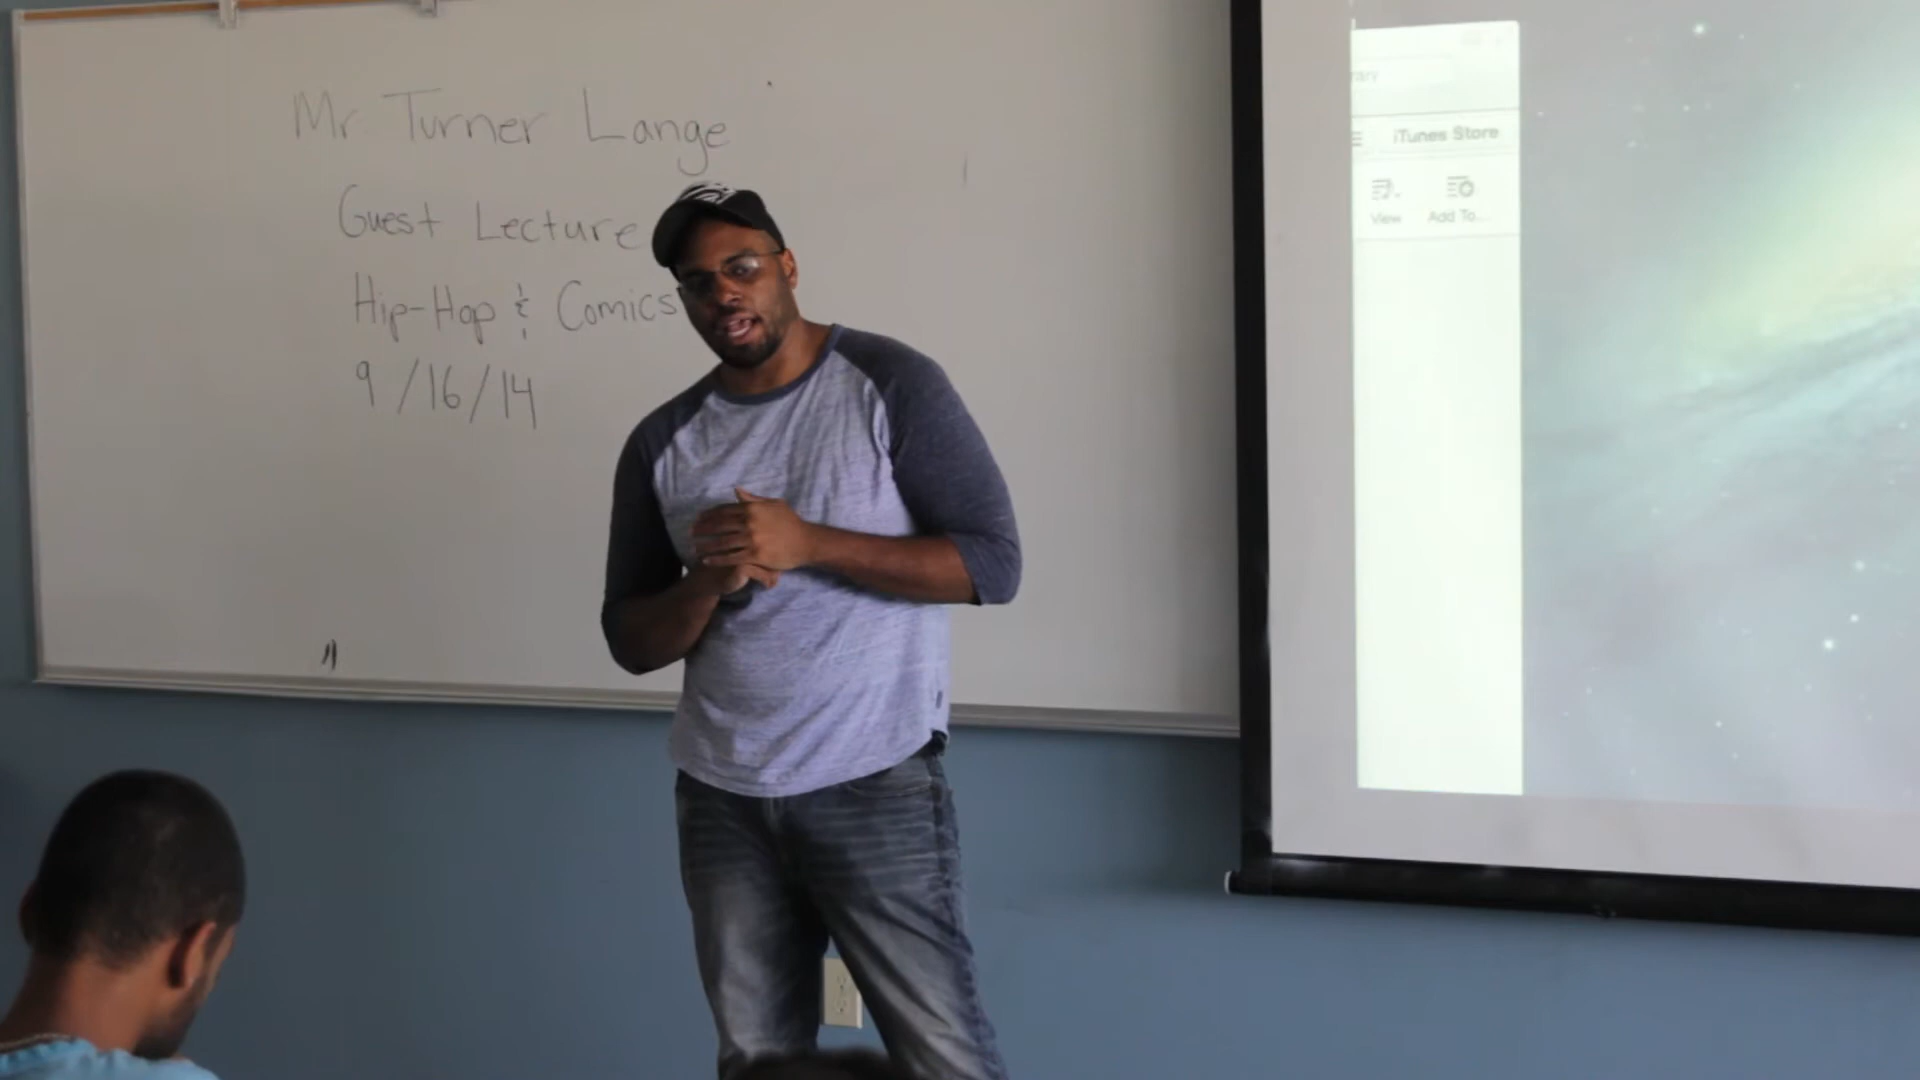 Mr. Turner Lange
Guest Lecture
Hip-Hop & Comics
9/16/14
iTunes Store
View
Add To...